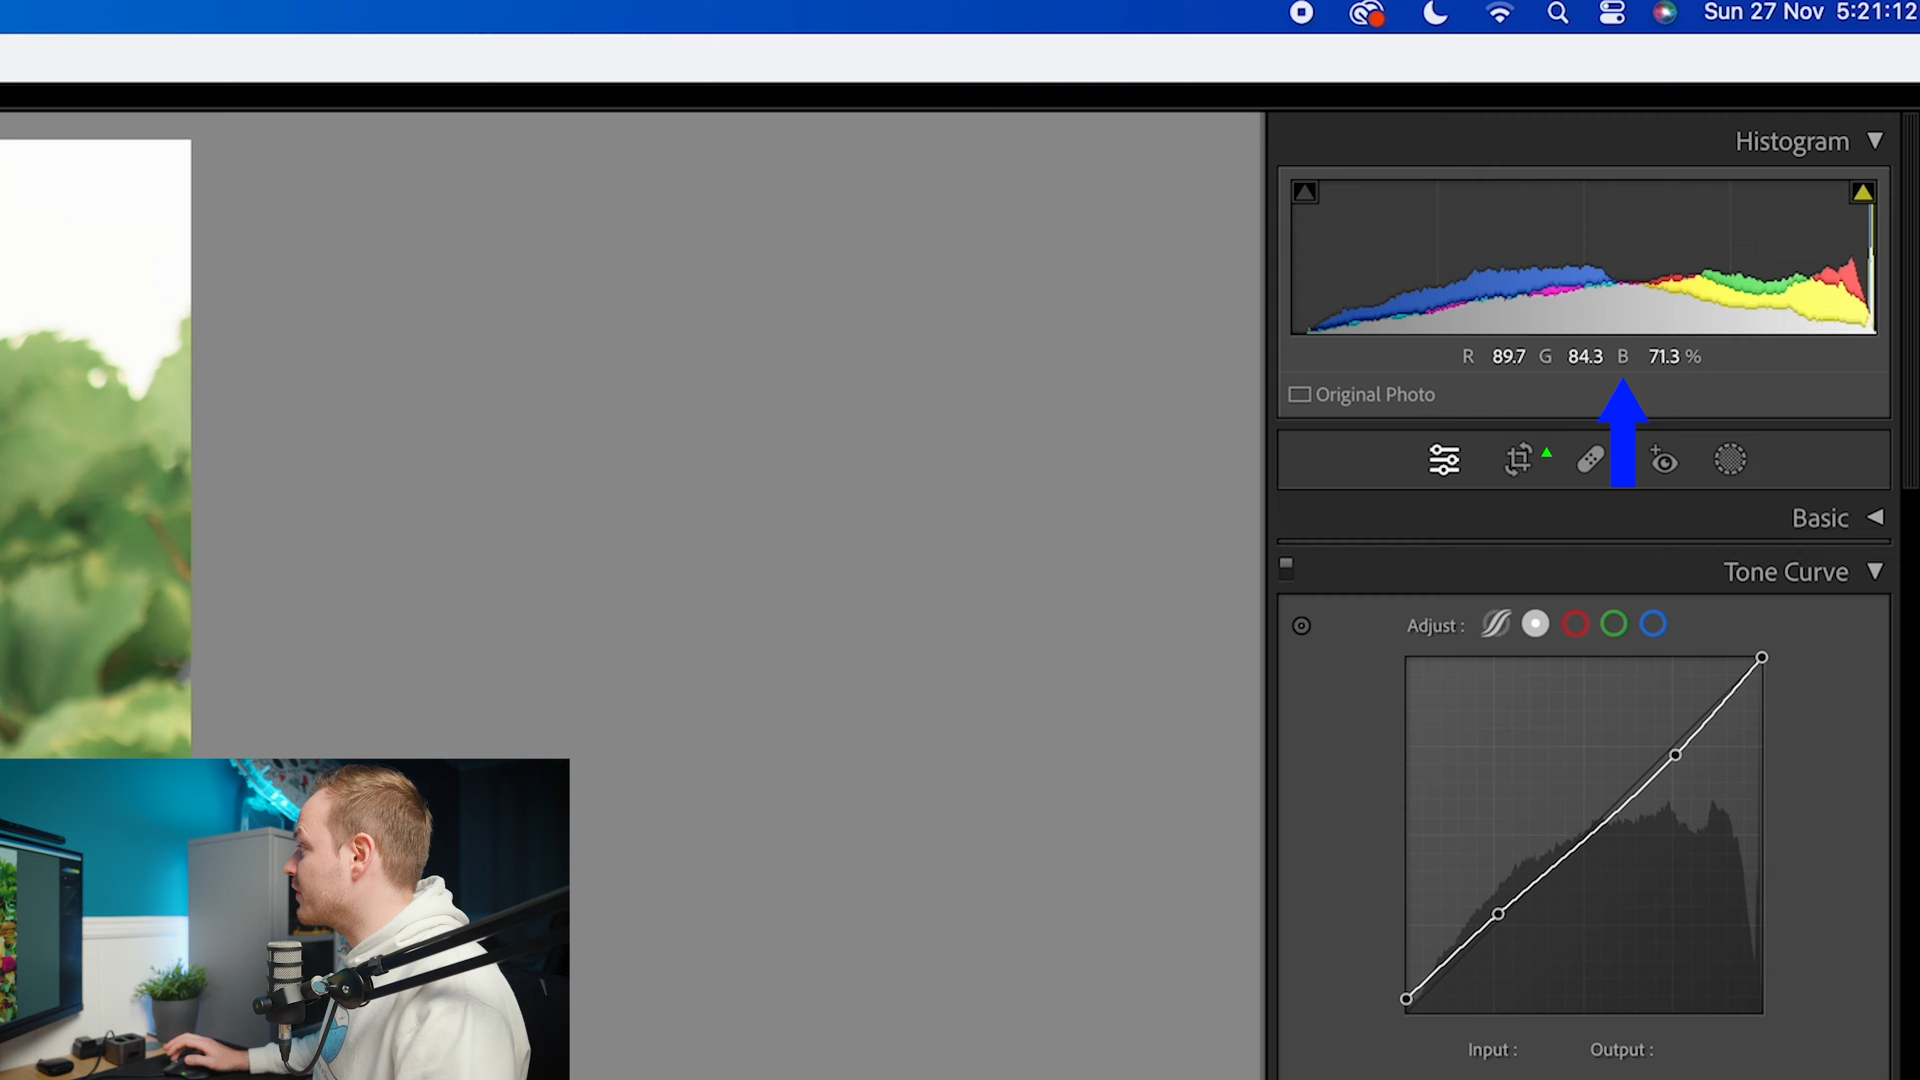 Sun 27 Nov 5:21:12
Histogram
R 89.7 G 84.3 B 71.3 %
Original Photo
Basic
Tone Curve
Adjust :
Input :
Output :